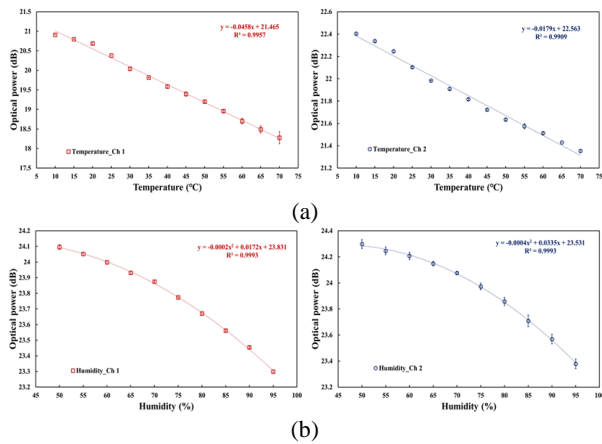 y = -0.0458x + 21.465
R² = 0.9957
Optical power (dB)
21.5
21
20.5
20
19.5
19
18.5
18
Temperature_Ch 1
5 10 15 20 25 30 35 40 45 50 55 60 65 70 75
Temperature (℃)
y = -0.0179x + 22.563
R² = 0.9909
Optical power (dB)
22.6
22.4
22.2
22
21.8
21.6
21.4
21.2
Temperature_Ch 2
5 10 15 20 25 30 35 40 45 50 55 60 65 70 75
Temperature (℃)
(a)
y = -0.0002x² + 0.0172x + 23.831
R² = 0.9993
Optical power (dB)
24.2
24.1
24
23.9
23.8
23.7
23.6
23.5
23.4
23.3
23.2
Humidity_Ch 1
45 50 55 60 65 70 75 80 85 90 95 100
Humidity (%)
y = -0.0004x² + 0.0335x + 23.531
R² = 0.9993
Optical power (dB)
24.4
24.2
24
23.8
23.6
23.4
23.2
Humidity_Ch 2
45 50 55 60 65 70 75 80 85 90 95 100
Humidity (%)
(b)